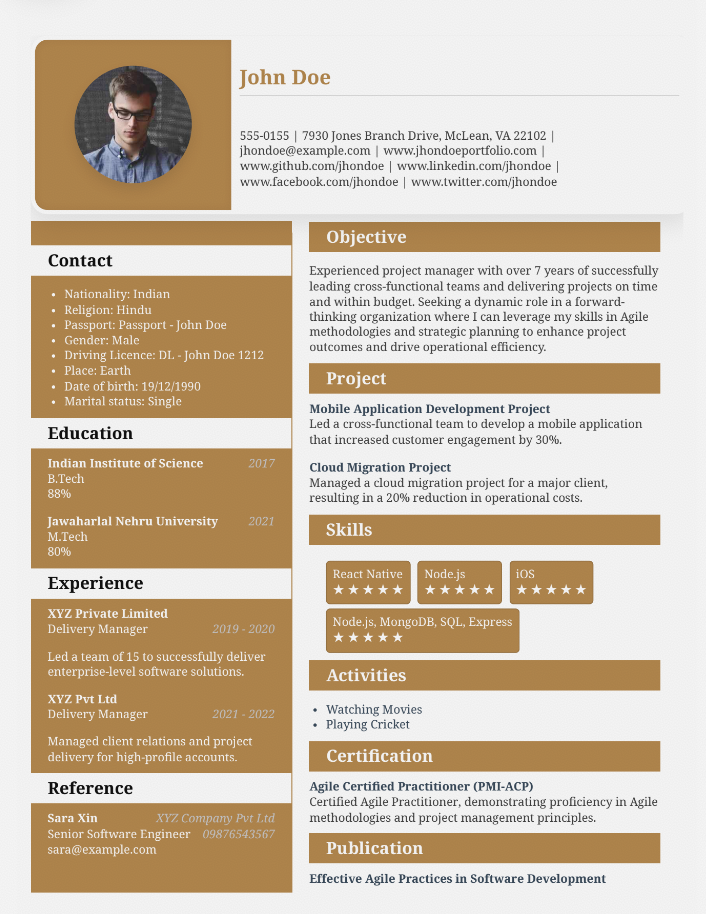 John Doe
555-0155 | 7930 Jones Branch Drive, McLean, VA 22102 |
jhondoe@example.com | www.jhondoeportfolio.com |
www.github.com/jhondoe | www.linkedin.com/jhondoe |
www.facebook.com/jhondoe | www.twitter.com/jhondoe
Contact
• Nationality: Indian
• Religion: Hindu
• Passport: Passport - John Doe
• Gender: Male
• Driving Licence: DL - John Doe 1212
• Place: Earth
• Date of birth: 19/12/1990
• Marital status: Single
Education
Indian Institute of Science 2017
B.Tech
88%
Jawaharlal Nehru University 2021
M.Tech
80%
Experience
XYZ Private Limited
Delivery Manager 2019 - 2020
Led a team of 15 to successfully deliver
enterprise-level software solutions.
XYZ Pvt Ltd
Delivery Manager 2021 - 2022
Managed client relations and project
delivery for high-profile accounts.
Reference
Sara Xin XYZ Company Pvt Ltd
Senior Software Engineer 09876543567
sara@example.com
Objective
Experienced project manager with over 7 years of successfully
leading cross-functional teams and delivering projects on time
and within budget. Seeking a dynamic role in a forward-
thinking organization where I can leverage my skills in Agile
methodologies and strategic planning to enhance project
outcomes and drive operational efficiency.
Project
Mobile Application Development Project
Led a cross-functional team to develop a mobile application
that increased customer engagement by 30%.
Cloud Migration Project
Managed a cloud migration project for a major client,
resulting in a 20% reduction in operational costs.
Skills
React Native
★★★★★
Node.js
★★★★★
iOS
★★★★★
Node.js, MongoDB, SQL, Express
★★★★★
Activities
• Watching Movies
• Playing Cricket
Certification
Agile Certified Practitioner (PMI-ACP)
Certified Agile Practitioner, demonstrating proficiency in Agile
methodologies and project management principles.
Publication
Effective Agile Practices in Software Development